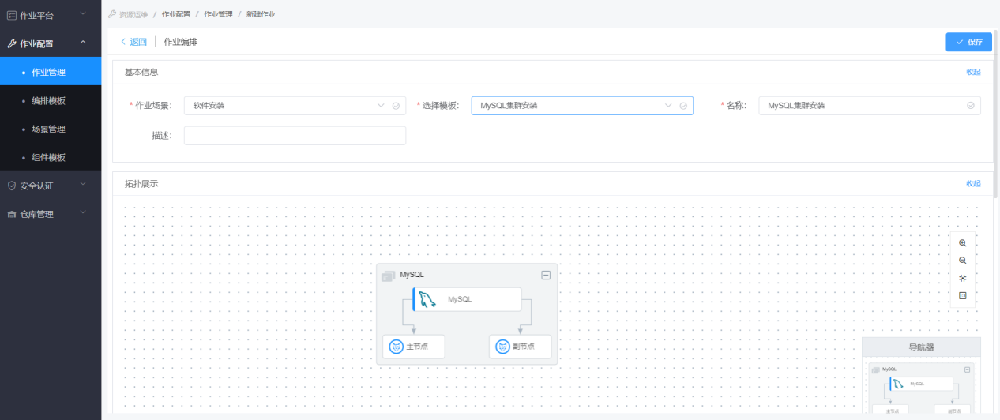 作业平台
作业配置
作业管理
编排模板
场景管理
组件模板
安全认证
仓库管理
资源运维 / 作业配置 / 作业管理 / 新建作业
返回 作业编排
保存
基本信息 收起
* 作业场景: 软件安装 * 选择模板: MySQL集群安装 * 名称: MySQL集群安装
描述:
拓扑展示 收起
MySQL
MySQL
主节点 副节点
导航器
MySQL
MySQL
主节点 副节点